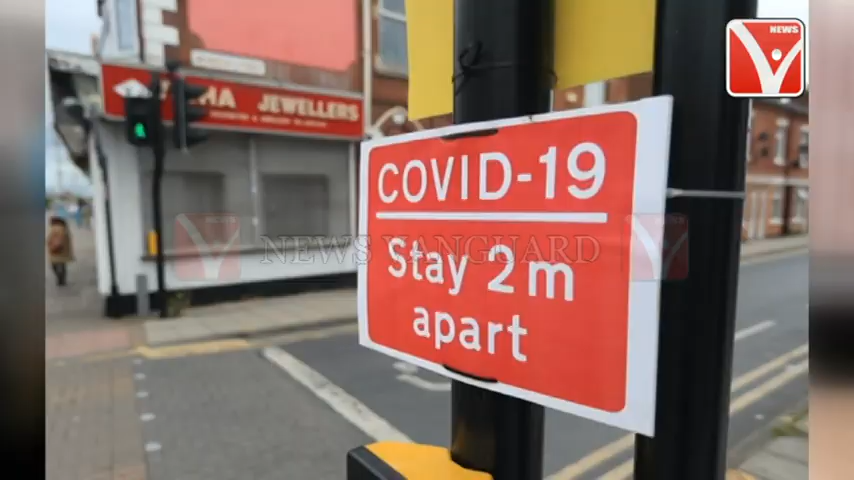 NEWS
JEWELLERS
COVID-19
Stay 2m
apart
NEWS VANGUARD